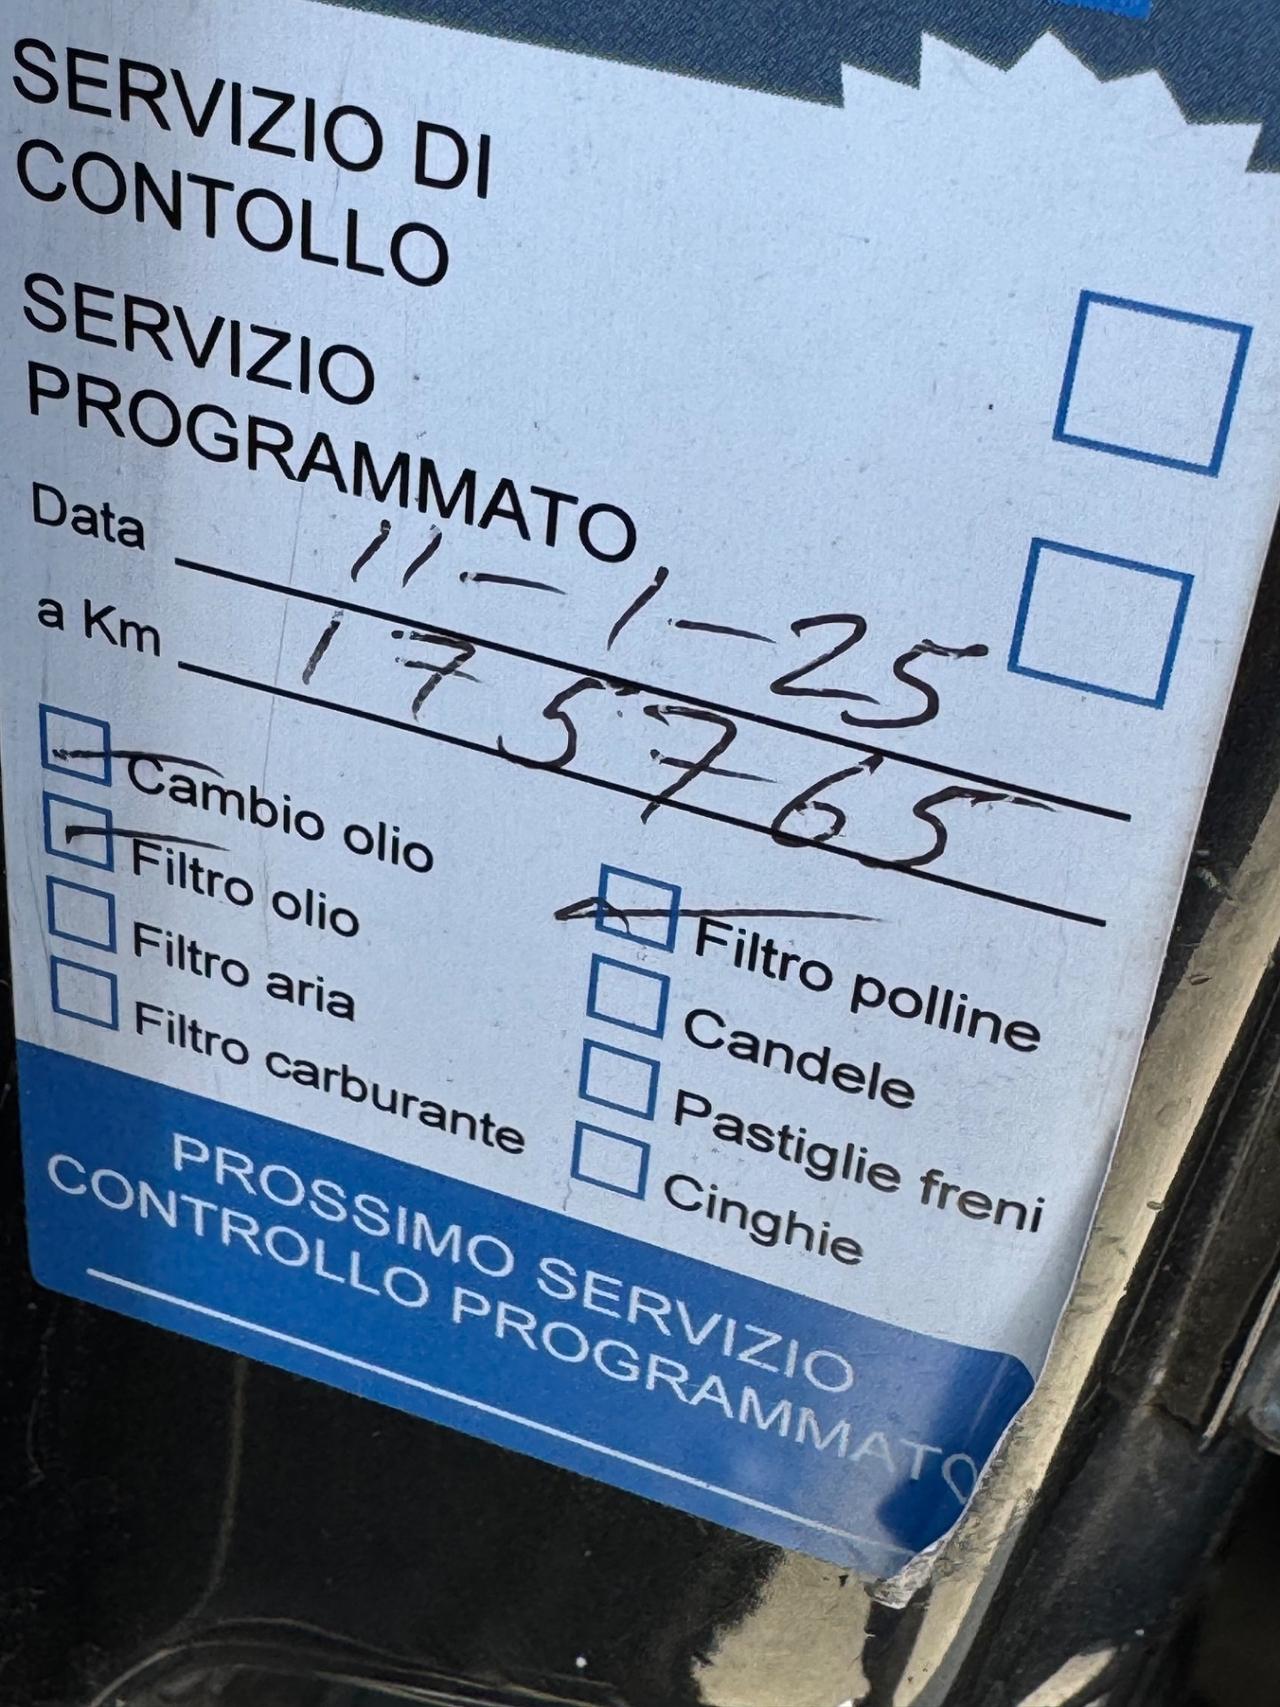 SERVIZIO DI
CONTOLLO
SERVIZIO
PROGRAMMATO
Data 11-1-25
a Km 175765
Cambio olio
Filtro olio
Filtro aria
Filtro carburante
Filtro polline
Candele
Pastiglie freni
Cinghie
PROSSIMO SERVIZIO
CONTROLLO PROGRAMMATO